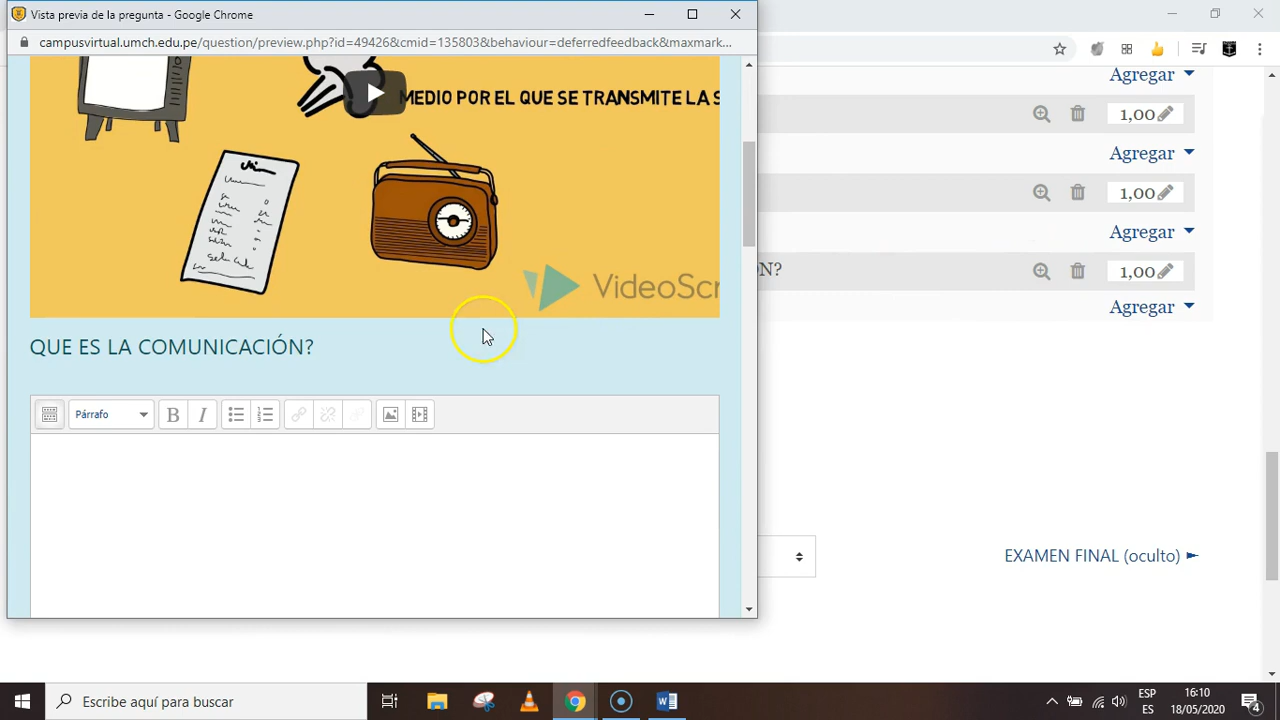 Vista previa de la pregunta - Google Chrome
campusvirtual.umch.edu.pe/question/preview.php?id=49426&cmid=135803&behaviour=deferredfeedback&maxmark...
MEDIO POR EL QUE SE TRANSMITE LA S
VideoScr
QUE ES LA COMUNICACIÓN?
Párrafo
B I
Agregar
1,00
Agregar
1,00
Agregar
ON?
1,00
Agregar
EXAMEN FINAL (oculto) ►
Escribe aquí para buscar
ESP
ES
16:10
18/05/2020
4